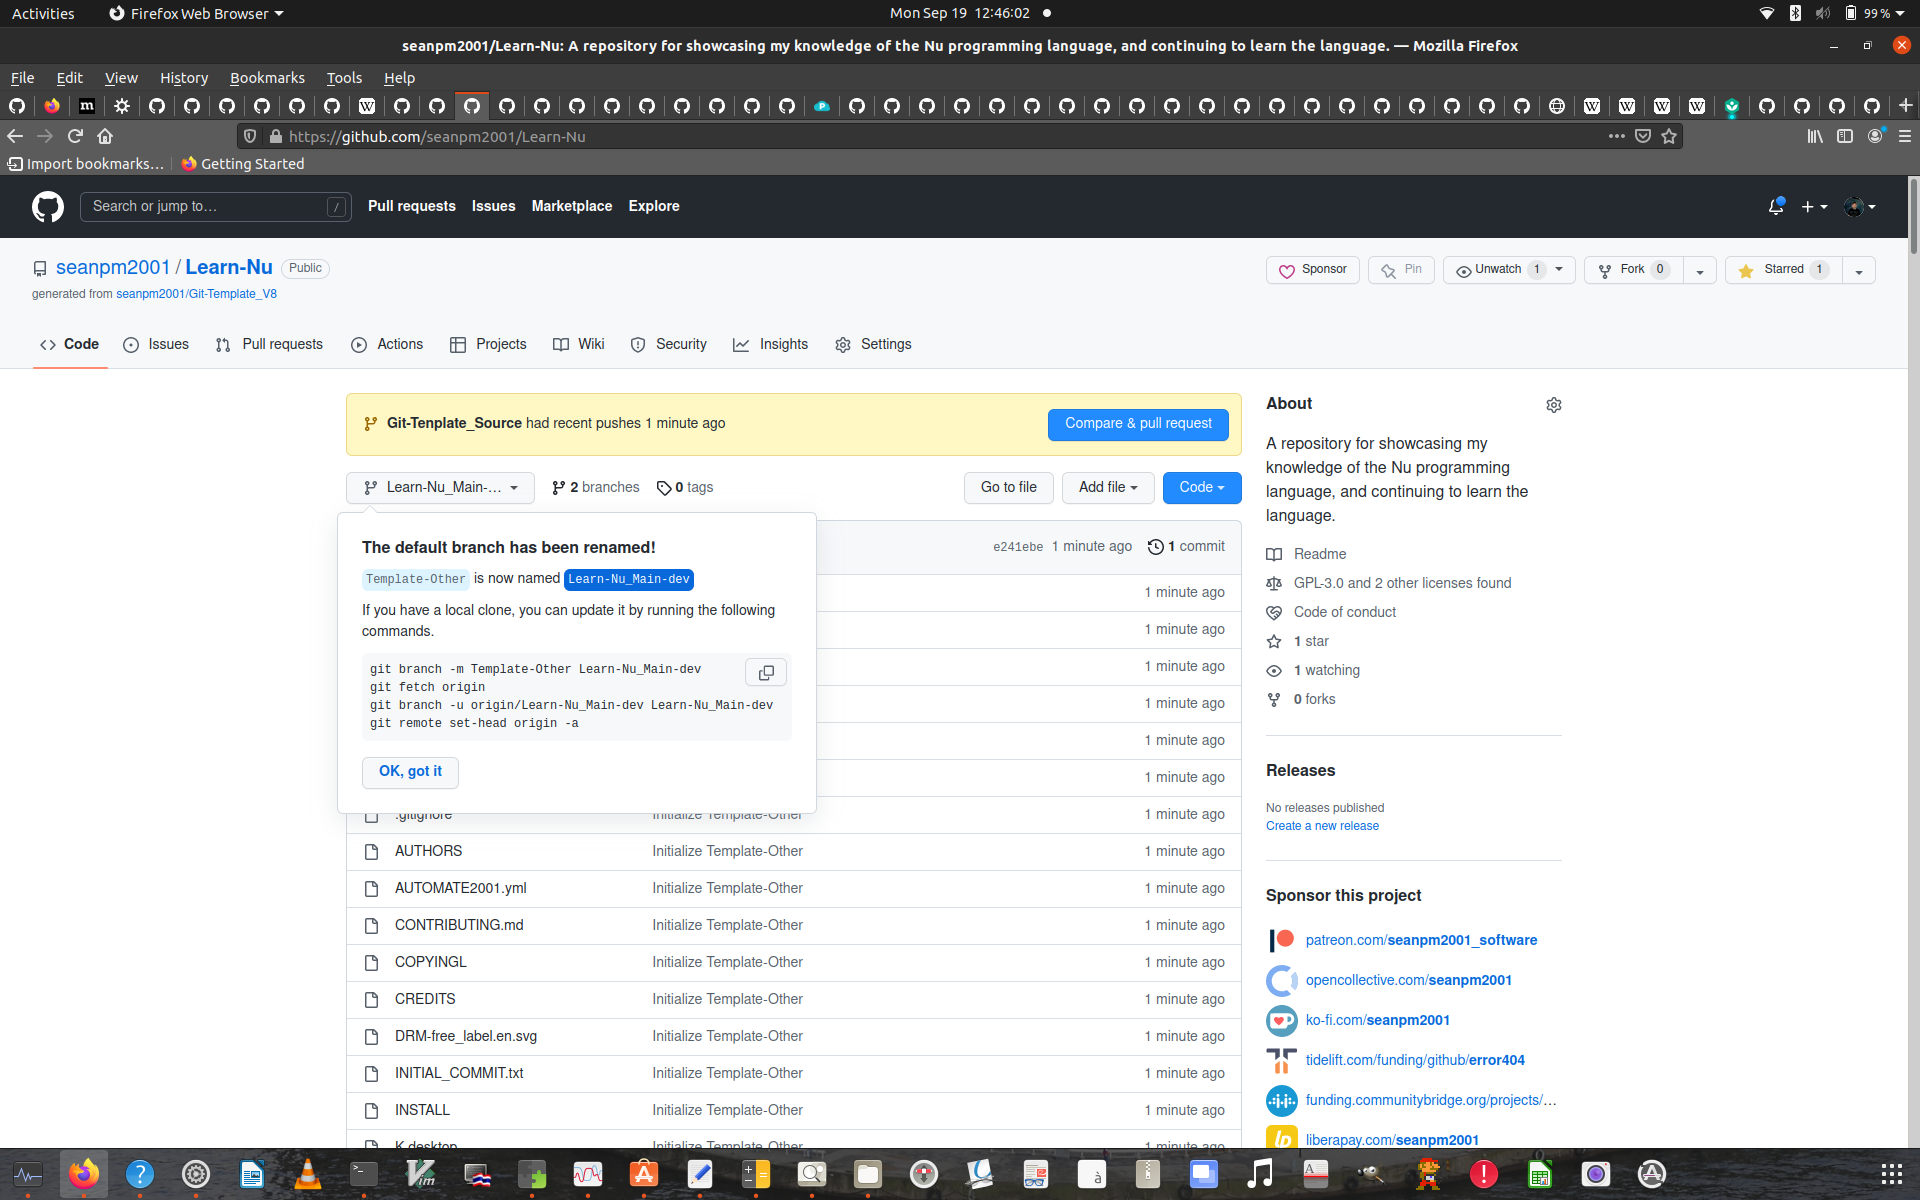 Activities
Firefox Web Browser
Mon Sep 19 12:46:02
99 %
seanpm2001/Learn-Nu: A repository for showcasing my knowledge of the Nu programming language, and continuing to learn the language. — Mozilla Firefox
File Edit View History Bookmarks Tools Help
https://github.com/seanpm2001/Learn-Nu
Import bookmarks… Getting Started
Search or jump to… / Pull requests Issues Marketplace Explore
seanpm2001 / Learn-Nu Public
generated from seanpm2001/Git-Template_V8
Sponsor Pin Unwatch 1 Fork 0 Starred 1
Code Issues Pull requests Actions Projects Wiki Security Insights Settings
Git-Tenplate_Source had recent pushes 1 minute ago
Compare & pull request
Learn-Nu_Main-… 2 branches 0 tags
Go to file Add file Code
The default branch has been renamed!
Template-Other is now named Learn-Nu_Main-dev
If you have a local clone, you can update it by running the following
commands.
git branch -m Template-Other Learn-Nu_Main-dev
git fetch origin
git branch -u origin/Learn-Nu_Main-dev Learn-Nu_Main-dev
git remote set-head origin -a
OK, got it
e241ebe 1 minute ago 1 commit
1 minute ago
1 minute ago
1 minute ago
1 minute ago
1 minute ago
1 minute ago
.gitignore Initialize Template-Other 1 minute ago
AUTHORS Initialize Template-Other 1 minute ago
AUTOMATE2001.yml Initialize Template-Other 1 minute ago
CONTRIBUTING.md Initialize Template-Other 1 minute ago
COPYINGL Initialize Template-Other 1 minute ago
CREDITS Initialize Template-Other 1 minute ago
DRM-free_label.en.svg Initialize Template-Other 1 minute ago
INITIAL_COMMIT.txt Initialize Template-Other 1 minute ago
INSTALL Initialize Template-Other 1 minute ago
K.desktop Initialize Template-Other 1 minute ago
About
A repository for showcasing my
knowledge of the Nu programming
language, and continuing to learn the
language.
Readme
GPL-3.0 and 2 other licenses found
Code of conduct
1 star
1 watching
0 forks
Releases
No releases published
Create a new release
Sponsor this project
patreon.com/seanpm2001_software
opencollective.com/seanpm2001
ko-fi.com/seanpm2001
tidelift.com/funding/github/error404
funding.communitybridge.org/projects/…
liberapay.com/seanpm2001